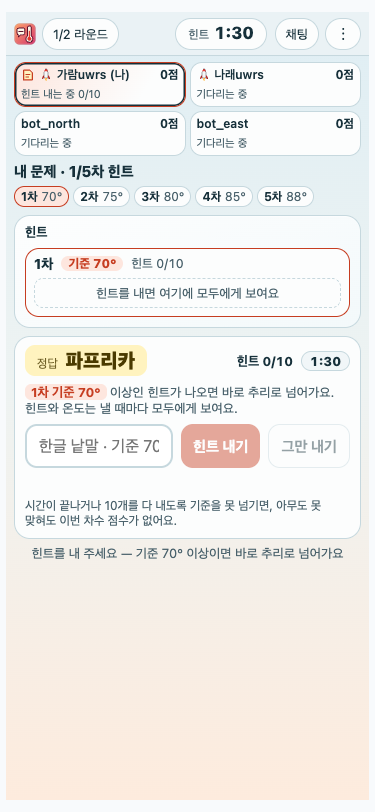 1/2 라운드
힌트 1:30
채팅
가람uwrs (나) 0점
힌트 내는 중 0/10
나래uwrs 0점
기다리는 중
bot_north 0점
기다리는 중
bot_east 0점
기다리는 중
내 문제 · 1/5차 힌트
1차 70° 2차 75° 3차 80° 4차 85° 5차 88°
힌트
1차 기준 70° 힌트 0/10
힌트를 내면 여기에 모두에게 보여요
정답 파프리카 힌트 0/10 1:30
1차 기준 70° 이상인 힌트가 나오면 바로 추리로 넘어가요.
힌트와 온도는 낼 때마다 모두에게 보여요.
한글 낱말 · 기준 70
힌트 내기
그만 내기
시간이 끝나거나 10개를 다 내도록 기준을 못 넘기면, 아무도 못
맞혀도 이번 차수 점수가 없어요.
힌트를 내 주세요 — 기준 70° 이상이면 바로 추리로 넘어가요